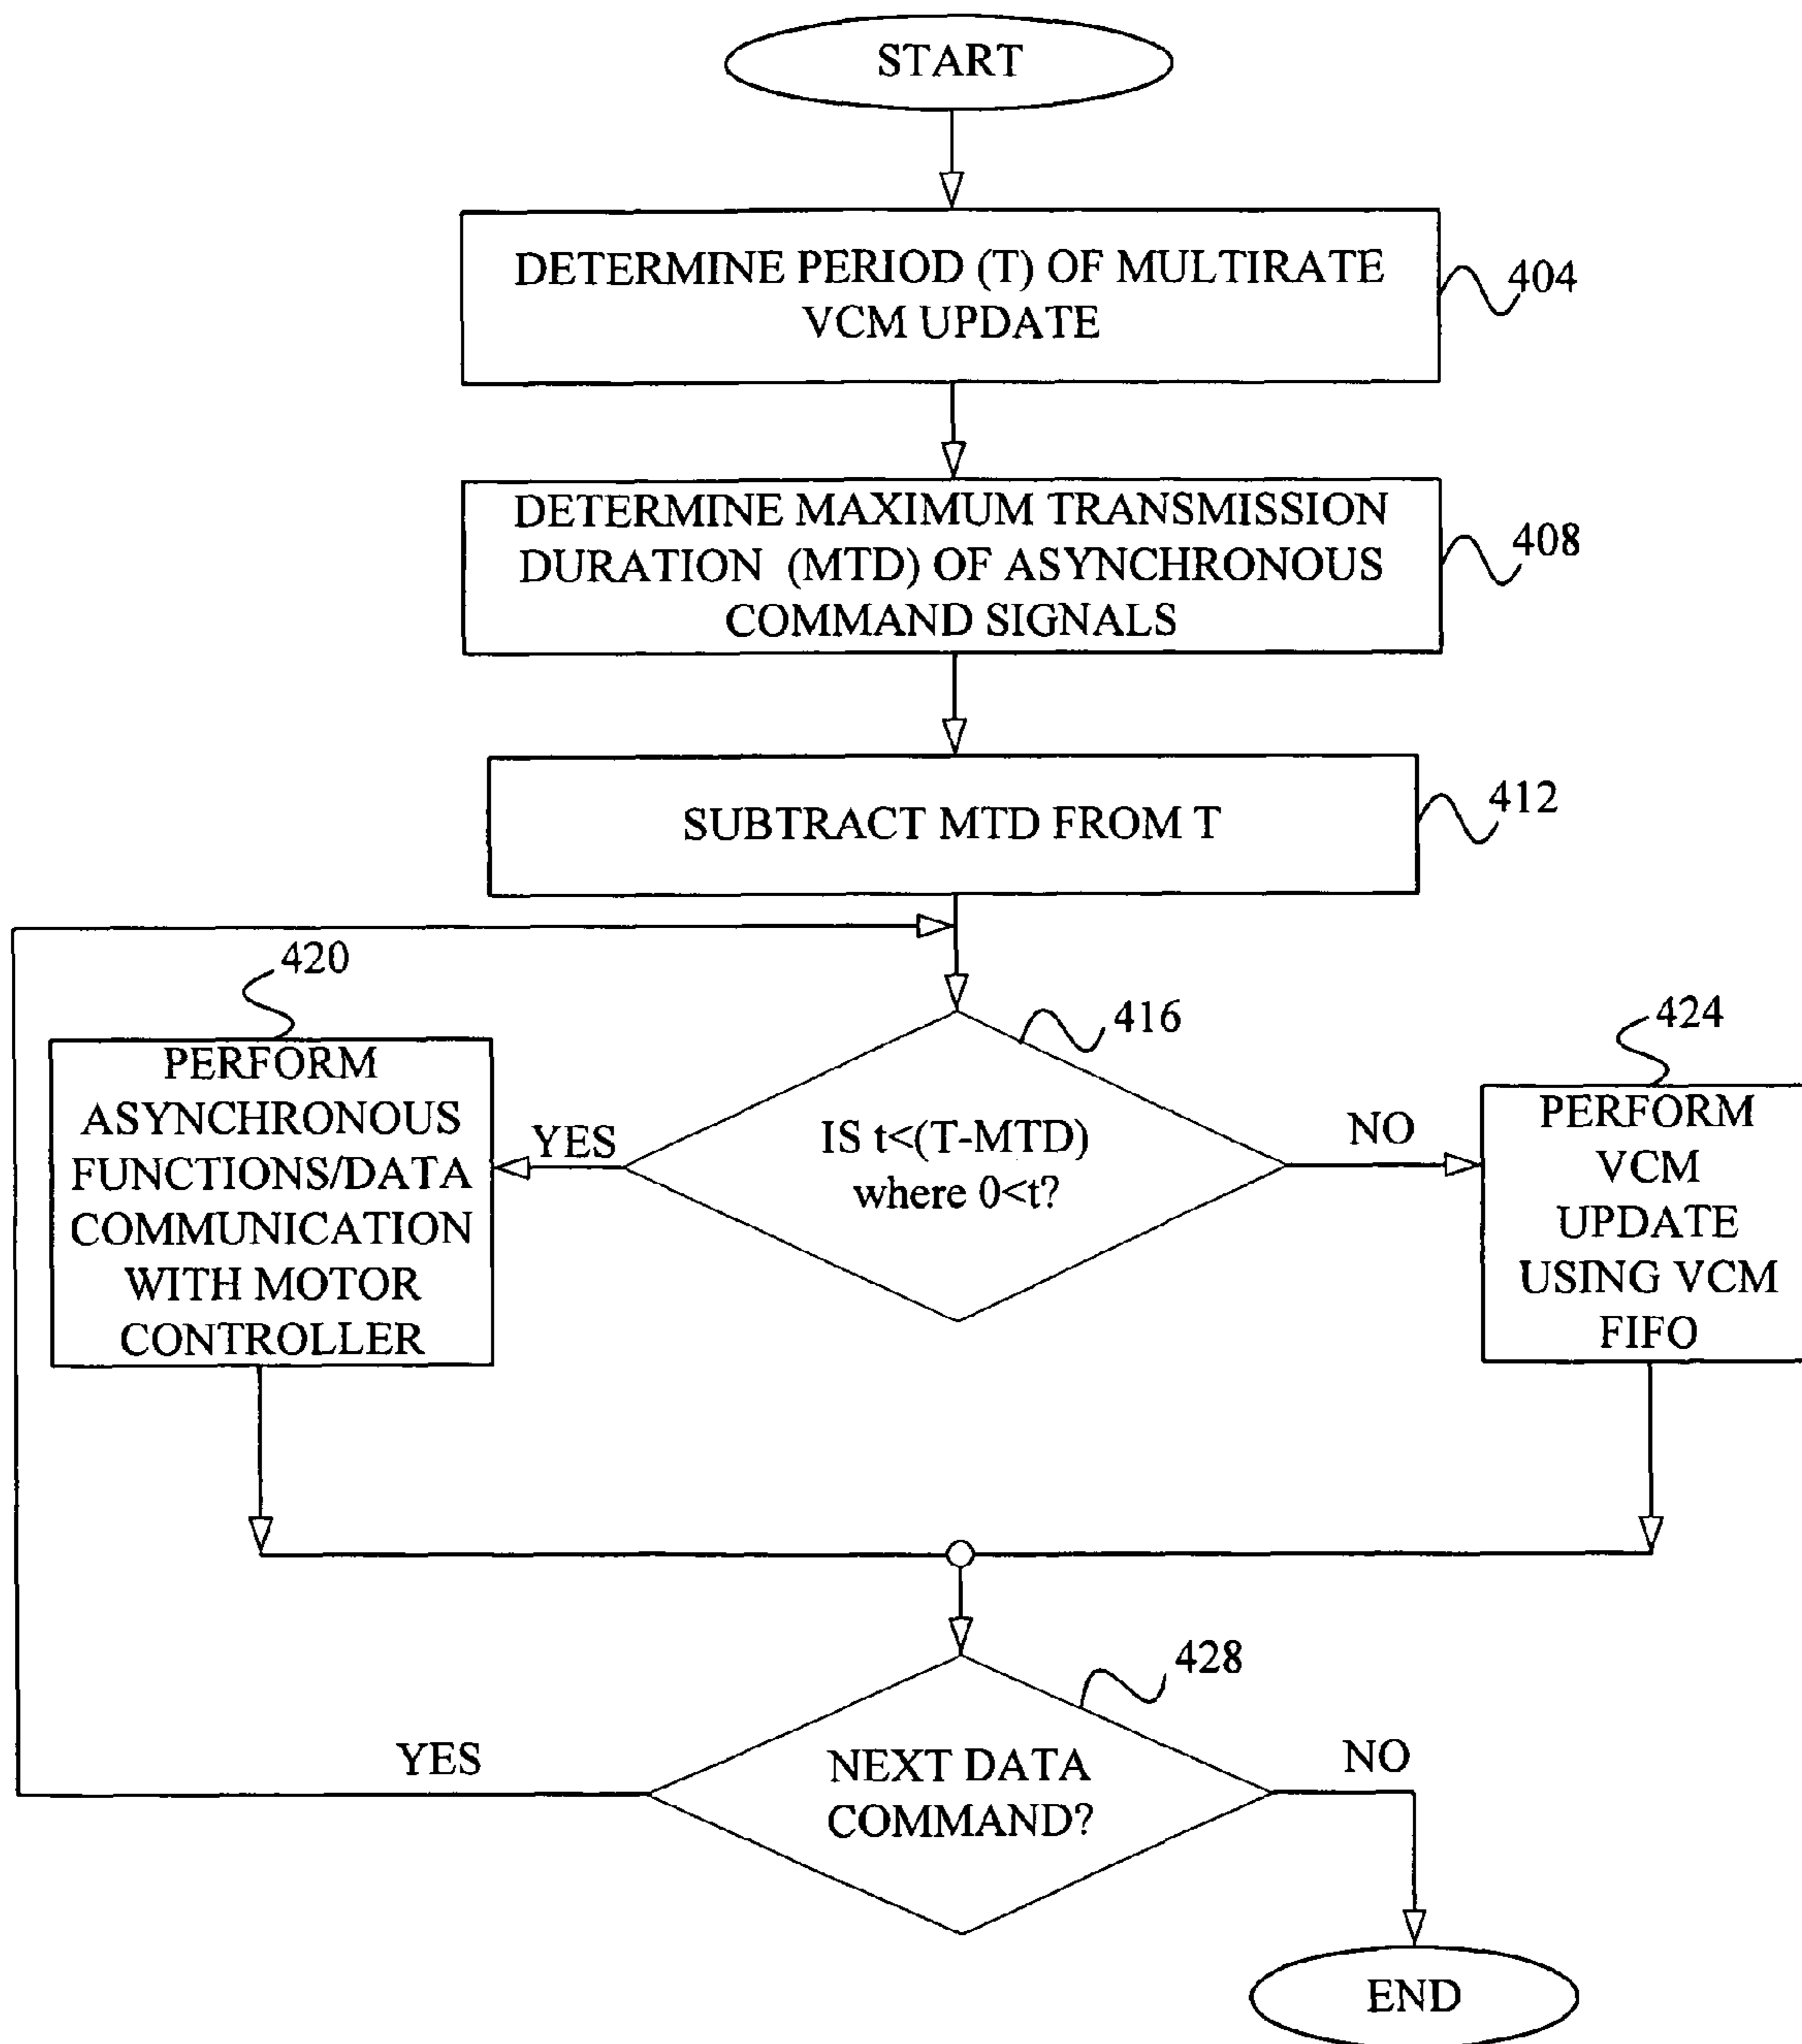 START
DETERMINE PERIOD (T) OF MULTIRATE
VCM UPDATE
404
DETERMINE MAXIMUM TRANSMISSION
DURATION (MTD) OF ASYNCHRONOUS
COMMAND SIGNALS
408
SUBTRACT MTD FROM T
412
420
416
424
PERFORM
ASYNCHRONOUS
FUNCTIONS/DATA
COMMUNICATION
WITH MOTOR
CONTROLLER
YES
IS t<(T-MTD)
where 0<t?
NO
PERFORM
VCM
UPDATE
USING VCM
FIFO
428
YES
NEXT DATA
COMMAND?
NO
END